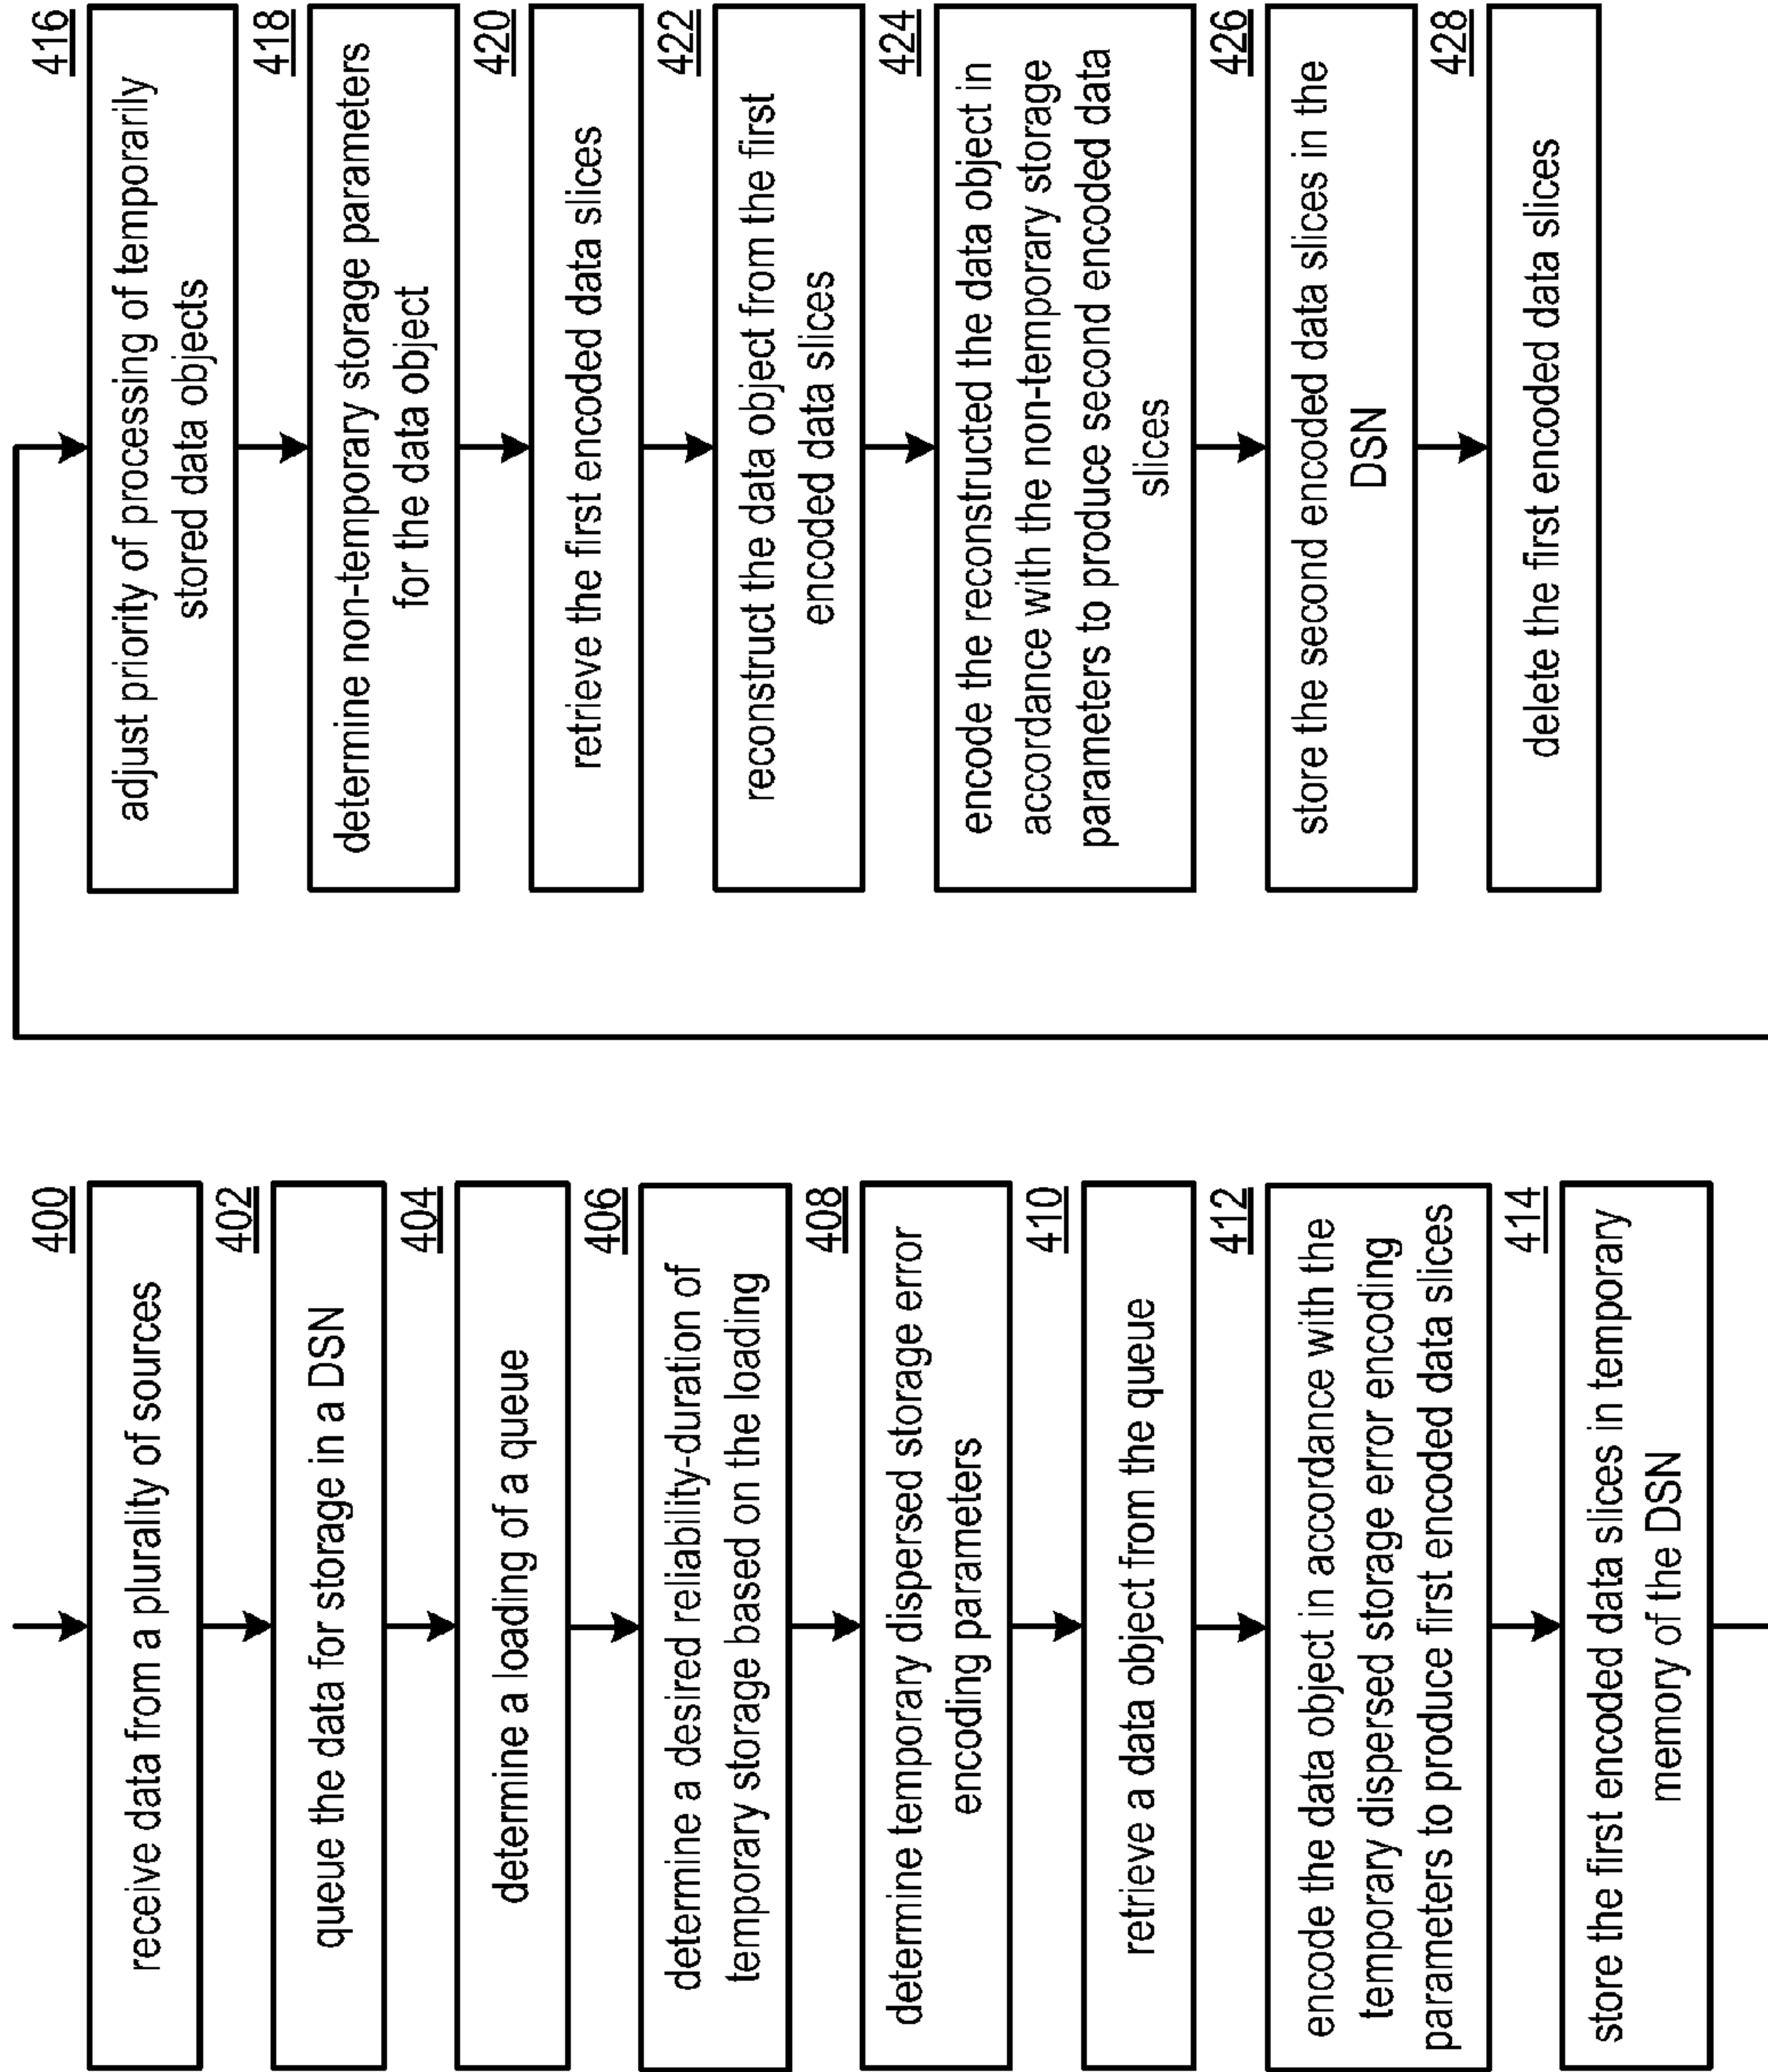 400
receive data from a plurality of sources
402
queue the data for storage in a DSN
404
determine a loading of a queue
406
determine a desired reliability-duration of
temporary storage based on the loading
408
determine temporary dispersed storage error
encoding parameters
410
retrieve a data object from the queue
412
encode the data object in accordance with the
temporary dispersed storage error encoding
parameters to produce first encoded data slices
414
store the first encoded data slices in temporary
memory of the DSN
416
adjust priority of processing of temporarily
stored data objects
418
determine non-temporary storage parameters
for the data object
420
retrieve the first encoded data slices
422
reconstruct the data object from the first
encoded data slices
424
encode the reconstructed the data object in
accordance with the non-temporary storage
parameters to produce second encoded data
slices
426
store the second encoded data slices in the
DSN
428
delete the first encoded data slices